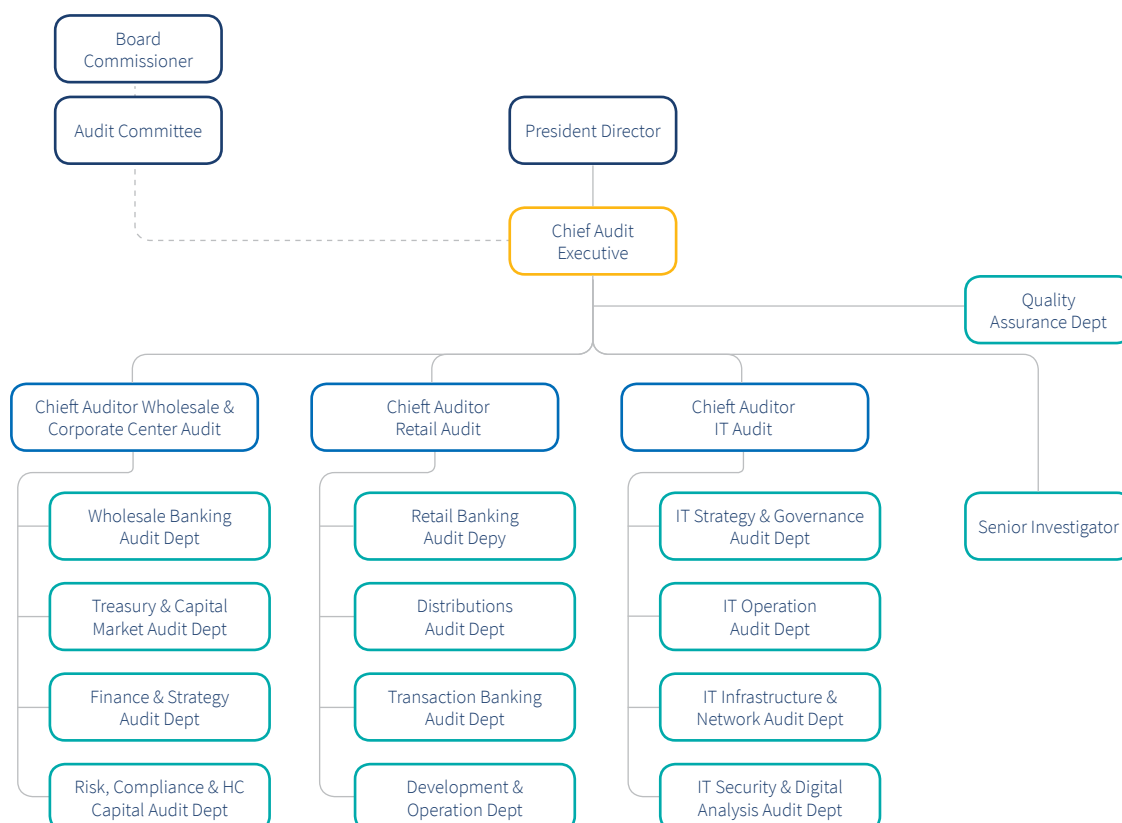 Board
Commissioner
Audit Committee
President Director
Chief Audit
Executive
Quality
Assurance Dept
Chieft Auditor Wholesale &
Corporate Center Audit
Chieft Auditor
Retail Audit
Chieft Auditor
IT Audit
Wholesale Banking
Audit Dept
Retail Banking
Audit Depy
IT Strategy & Governance
Audit Dept
Senior Investigator
Treasury & Capital
Market Audit Dept
Distributions
Audit Dept
IT Operation
Audit Dept
Finance & Strategy
Audit Dept
Transaction Banking
Audit Dept
IT Infrastructure &
Network Audit Dept
Risk, Compliance & HC
Capital Audit Dept
Development &
Operation Dept
IT Security & Digital
Analysis Audit Dept